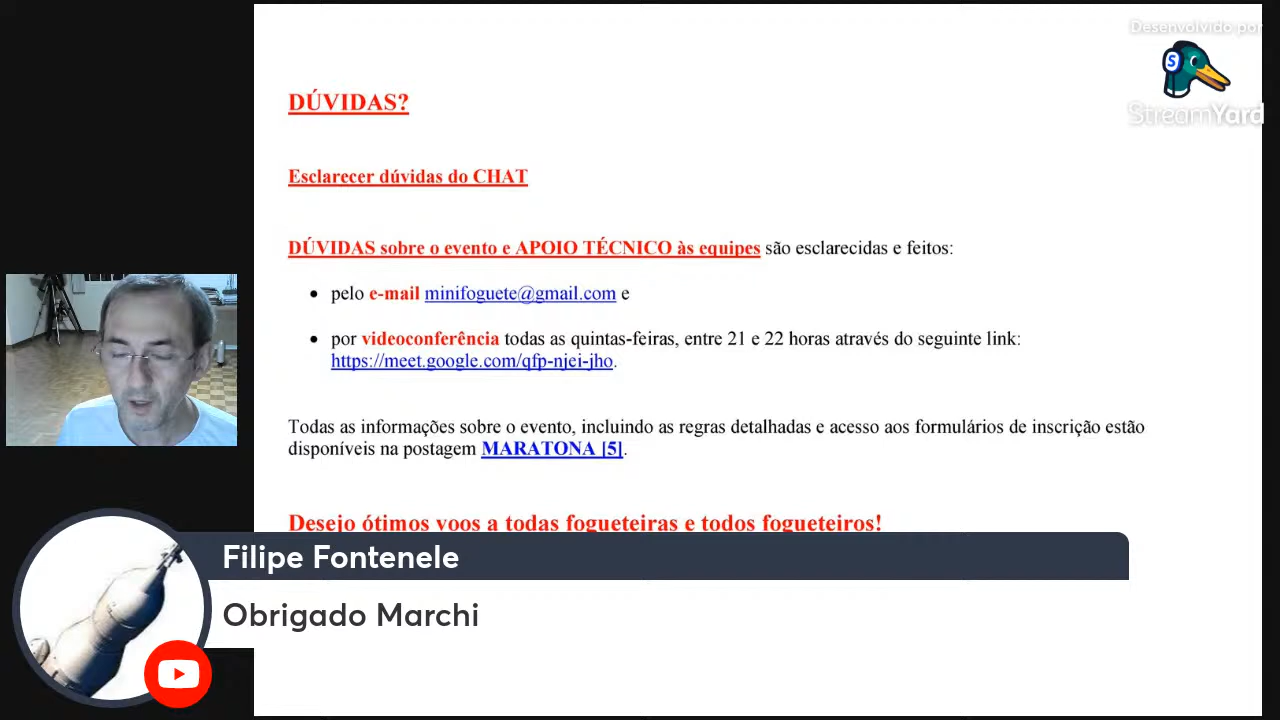 Desenvolvido por
S
StreamYard
DÚVIDAS?
Esclarecer dúvidas do CHAT
DÚVIDAS sobre o evento e APOIO TÉCNICO às equipes são esclarecidas e feitos:
• pelo e-mail minifoguete@gmail.com e
• por videoconferência todas as quintas-feiras, entre 21 e 22 horas através do seguinte link:
https://meet.google.com/qfp-njei-jho.
Todas as informações sobre o evento, incluindo as regras detalhadas e acesso aos formulários de inscrição estão
disponíveis na postagem MARATONA [5].
Desejo ótimos voos a todas fogueteiras e todos fogueteiros!
Filipe Fontenele
Obrigado Marchi